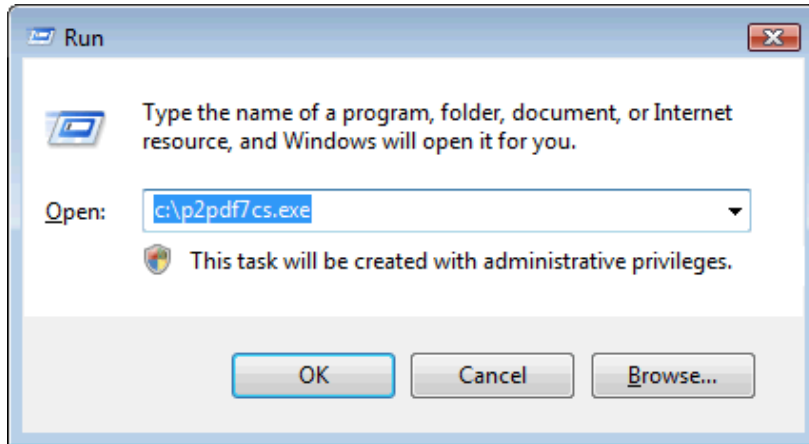 Run
Type the name of a program, folder, document, or Internet
resource, and Windows will open it for you.
Open: c:\p2pdf7cs.exe
This task will be created with administrative privileges.
OK Cancel Browse...